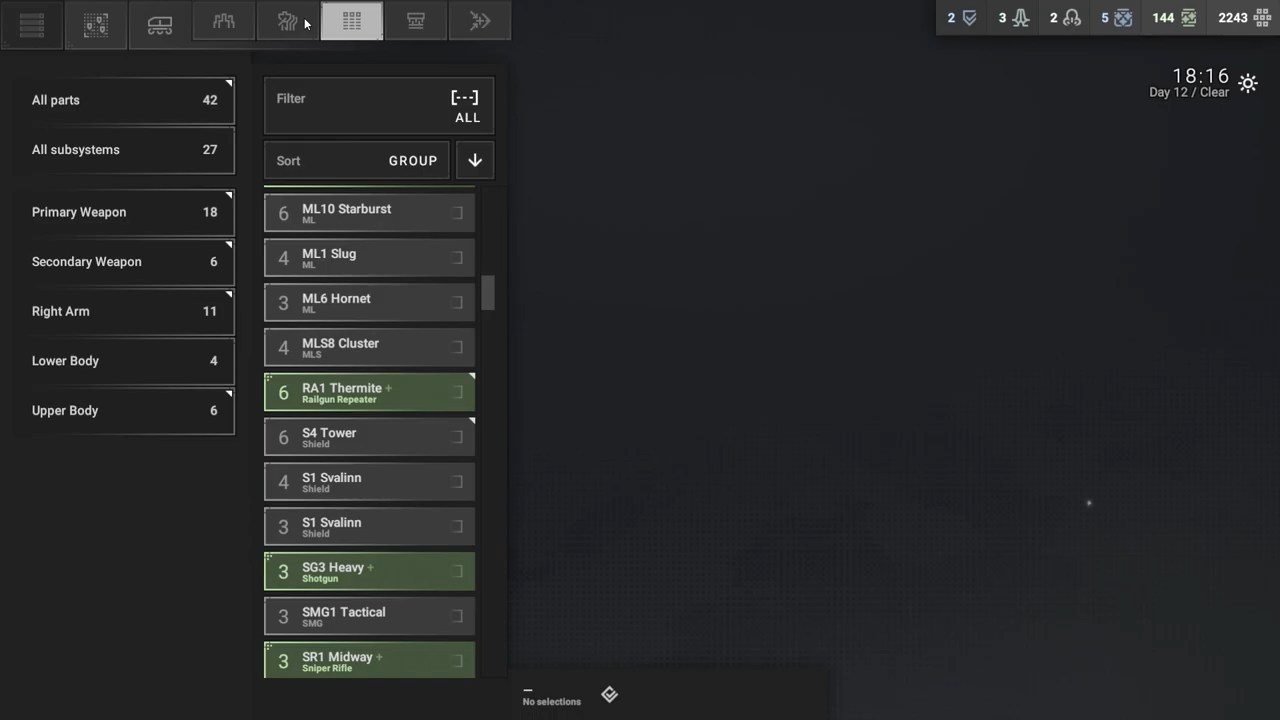 2
3
2
5
144
2243
18:16
Day 12 / Clear
All parts 42
All subsystems 27
Primary Weapon 18
Secondary Weapon 6
Right Arm 11
Lower Body 4
Upper Body 6
Filter
[---]
ALL
Sort GROUP
6 ML10 Starburst
ML
4 ML1 Slug
ML
3 ML6 Hornet
ML
4 MLS8 Cluster
MLS
6 RA1 Thermite +
Railgun Repeater
6 S4 Tower
Shield
4 S1 Svalinn
Shield
3 S1 Svalinn
Shield
3 SG3 Heavy +
Shotgun
3 SMG1 Tactical
SMG
3 SR1 Midway +
Sniper Rifle
–
No selections